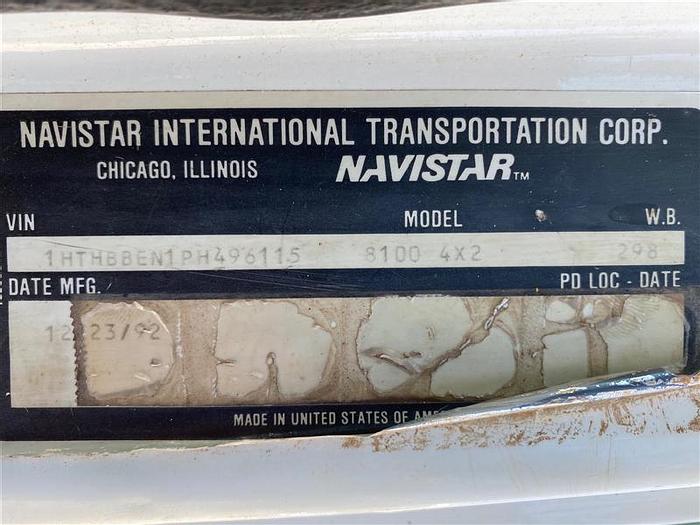 NAVISTAR INTERNATIONAL TRANSPORTATION CORP.
CHICAGO, ILLINOIS NAVISTAR™
VIN MODEL W.B.
1HTHBBEN1PH496115 8100 4X2 298
DATE MFG. PD LOC - DATE
12/23/92
MADE IN UNITED STATES OF